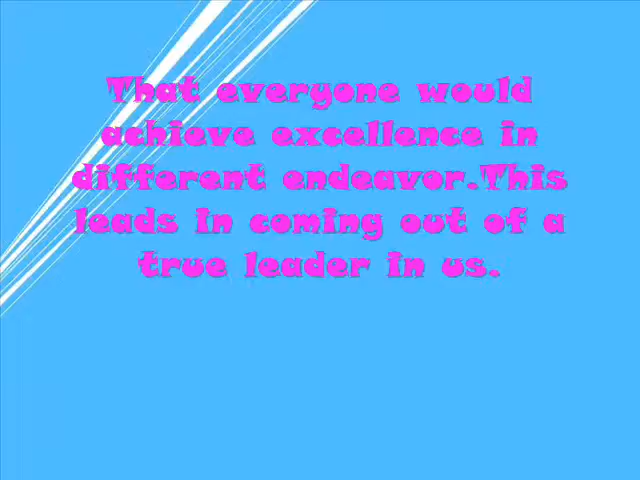 That everyone would
achieve excellence in
different endeavor.This
leads in coming out of a
true leader in us.